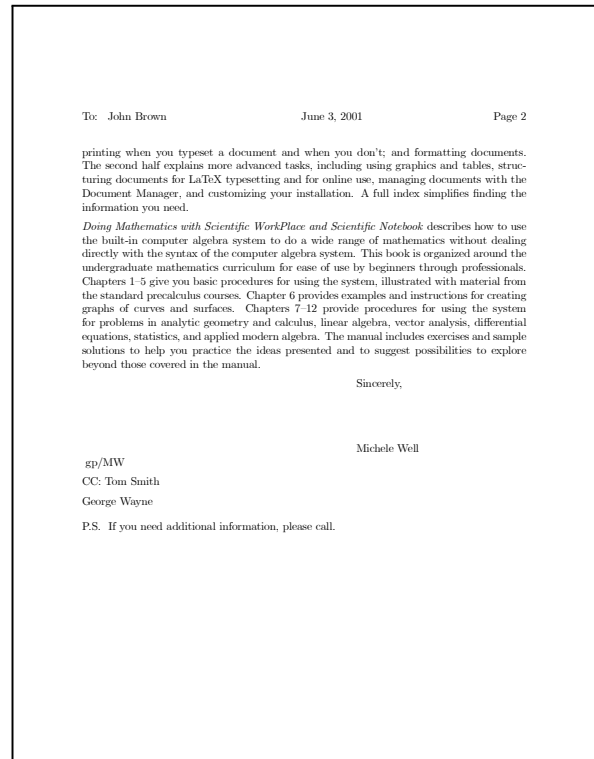 To: John Brown June 3, 2001 Page 2
printing when you typeset a document and when you don't; and formatting documents.
The second half explains more advanced tasks, including using graphics and tables, struc-
turing documents for LaTeX typesetting and for online use, managing documents with the
Document Manager, and customizing your installation. A full index simplifies finding the
information you need.
Doing Mathematics with Scientific WorkPlace and Scientific Notebook describes how to use
the built-in computer algebra system to do a wide range of mathematics without dealing
directly with the syntax of the computer algebra system. This book is organized around the
undergraduate mathematics curriculum for ease of use by beginners through professionals.
Chapters 1–5 give you basic procedures for using the system, illustrated with material from
the standard precalculus courses. Chapter 6 provides examples and instructions for creating
graphs of curves and surfaces. Chapters 7–12 provide procedures for using the system
for problems in analytic geometry and calculus, linear algebra, vector analysis, differential
equations, statistics, and applied modern algebra. The manual includes exercises and sample
solutions to help you practice the ideas presented and to suggest possibilities to explore
beyond those covered in the manual.
Sincerely,
Michele Well
gp/MW
CC: Tom Smith
George Wayne
P.S. If you need additional information, please call.